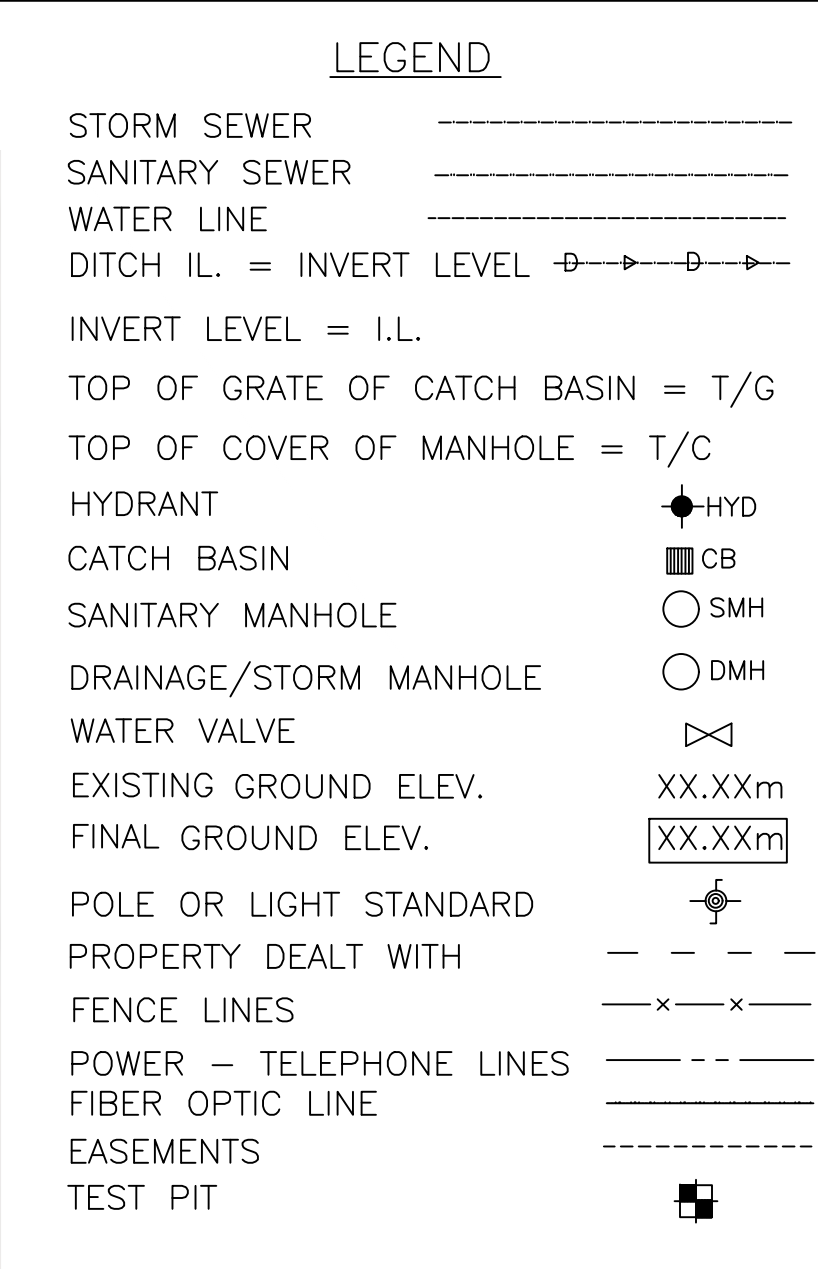 LEGEND
STORM SEWER
SANITARY SEWER
WATER LINE
DITCH IL. = INVERT LEVEL D D
INVERT LEVEL = I.L.
TOP OF GRATE OF CATCH BASIN = T/G
TOP OF COVER OF MANHOLE = T/C
HYDRANT HYD
CATCH BASIN CB
SANITARY MANHOLE SMH
DRAINAGE/STORM MANHOLE DMH
WATER VALVE
EXISTING GROUND ELEV. XX.XXm
FINAL GROUND ELEV. XX.XXm
POLE OR LIGHT STANDARD
PROPERTY DEALT WITH
FENCE LINES
POWER – TELEPHONE LINES
FIBER OPTIC LINE
EASEMENTS
TEST PIT